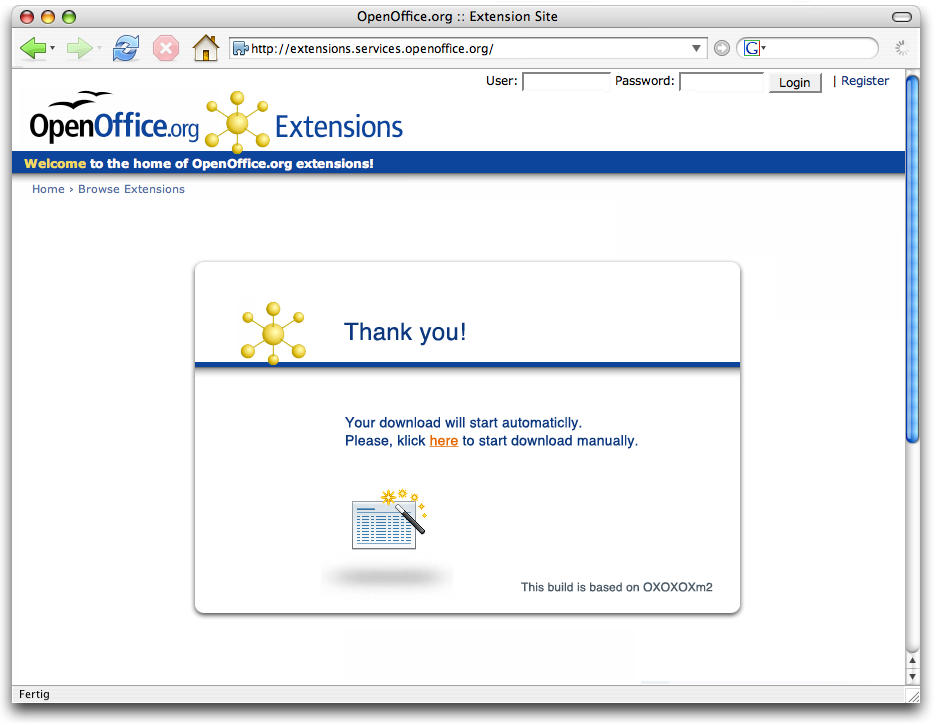 OpenOffice.org :: Extension Site
http://extensions.services.openoffice.org/
G
User: Password: Login | Register
OpenOffice.org Extensions
Welcome to the home of OpenOffice.org extensions!
Home › Browse Extensions
Thank you!
Your download will start automaticlly.
Please, klick here to start download manually.
This build is based on OXOXOXm2
Fertig